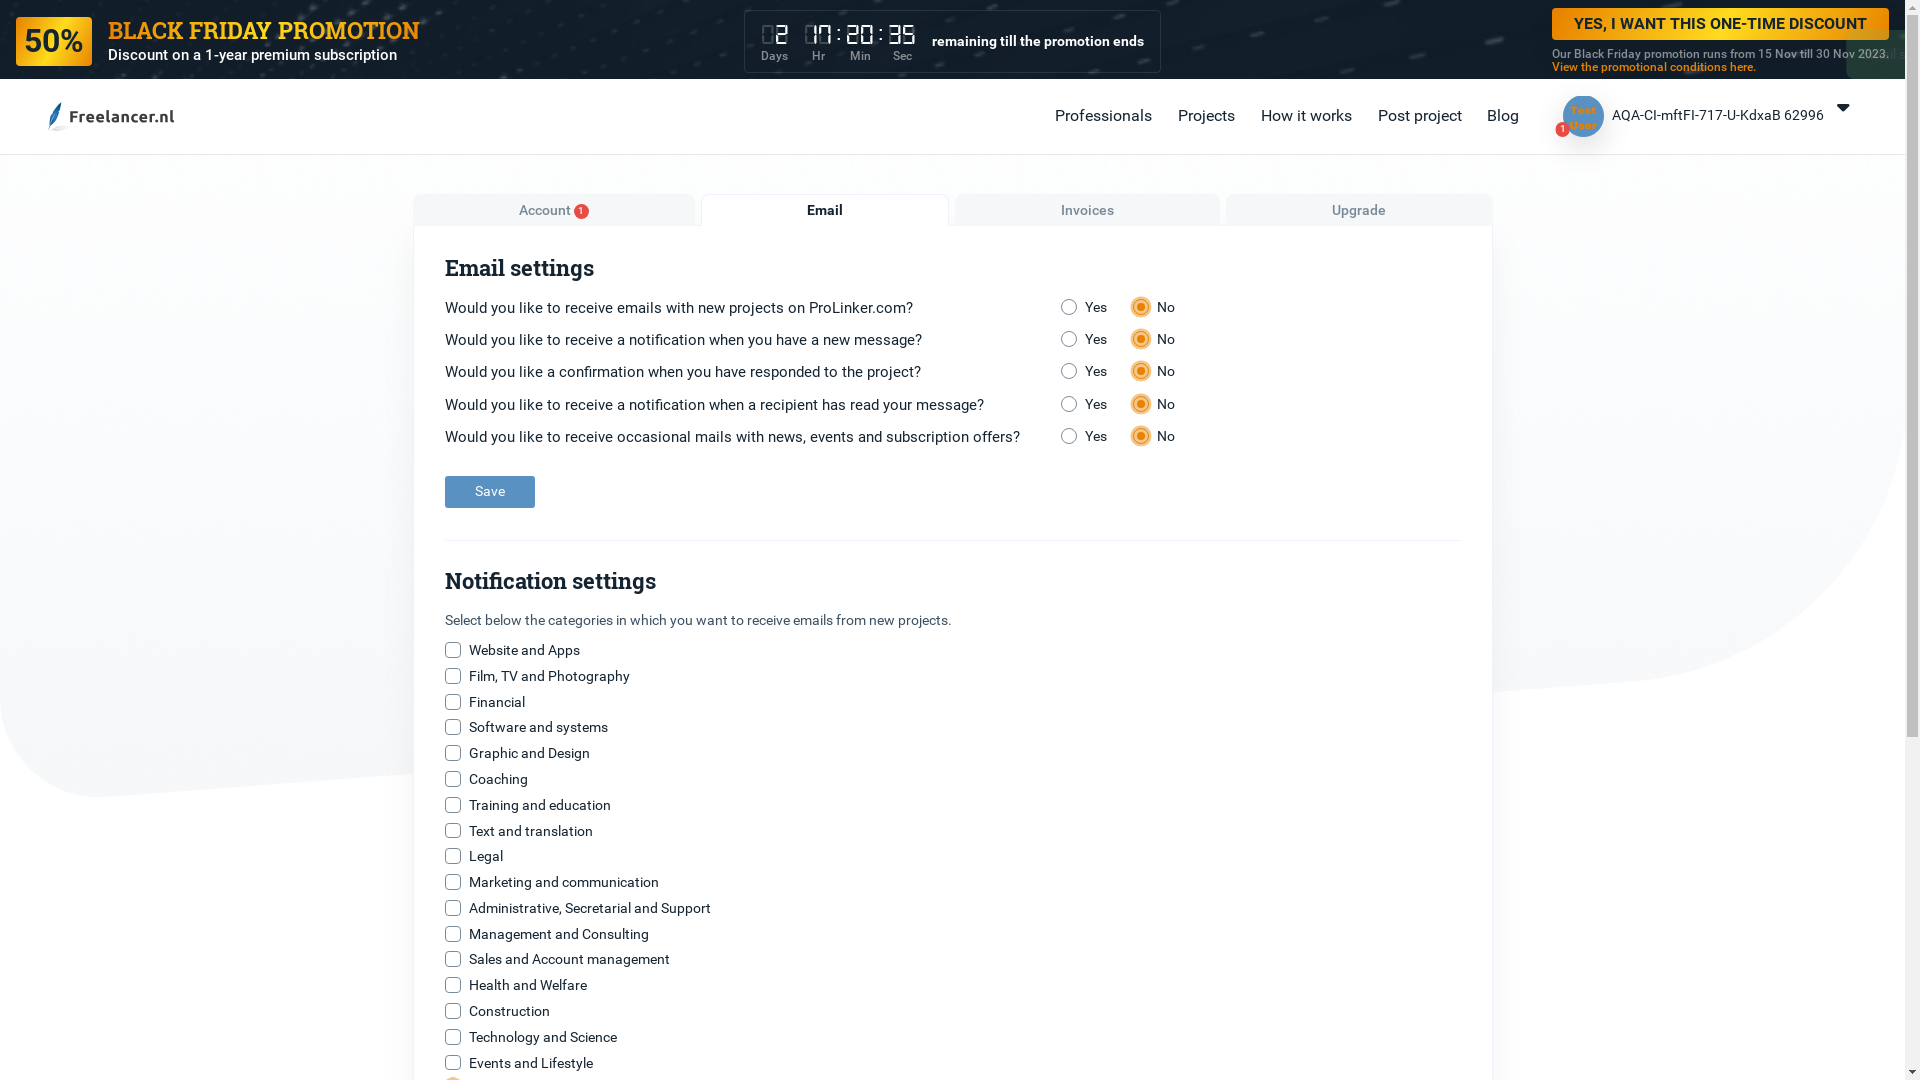 50%
BLACK FRIDAY PROMOTION
Discount on a 1-year premium subscription
2 17 : 20 : 35
Days Hr Min Sec
remaining till the promotion ends
YES, I WANT THIS ONE-TIME DISCOUNT
Our Black Friday promotion runs from 15 Nov till 30 Nov 2023.
View the promotional conditions here.
Freelancer.nl
Professionals
Projects
How it works
Post project
Blog
Test
User
1
AQA-CI-mftFI-717-U-KdxaB 62996
Account 1
Email
Invoices
Upgrade
Email settings
Would you like to receive emails with new projects on ProLinker.com? Yes No
Would you like to receive a notification when you have a new message? Yes No
Would you like a confirmation when you have responded to the project? Yes No
Would you like to receive a notification when a recipient has read your message? Yes No
Would you like to receive occasional mails with news, events and subscription offers? Yes No
Save
Notification settings
Select below the categories in which you want to receive emails from new projects.
Website and Apps
Film, TV and Photography
Financial
Software and systems
Graphic and Design
Coaching
Training and education
Text and translation
Legal
Marketing and communication
Administrative, Secretarial and Support
Management and Consulting
Sales and Account management
Health and Welfare
Construction
Technology and Science
Events and Lifestyle